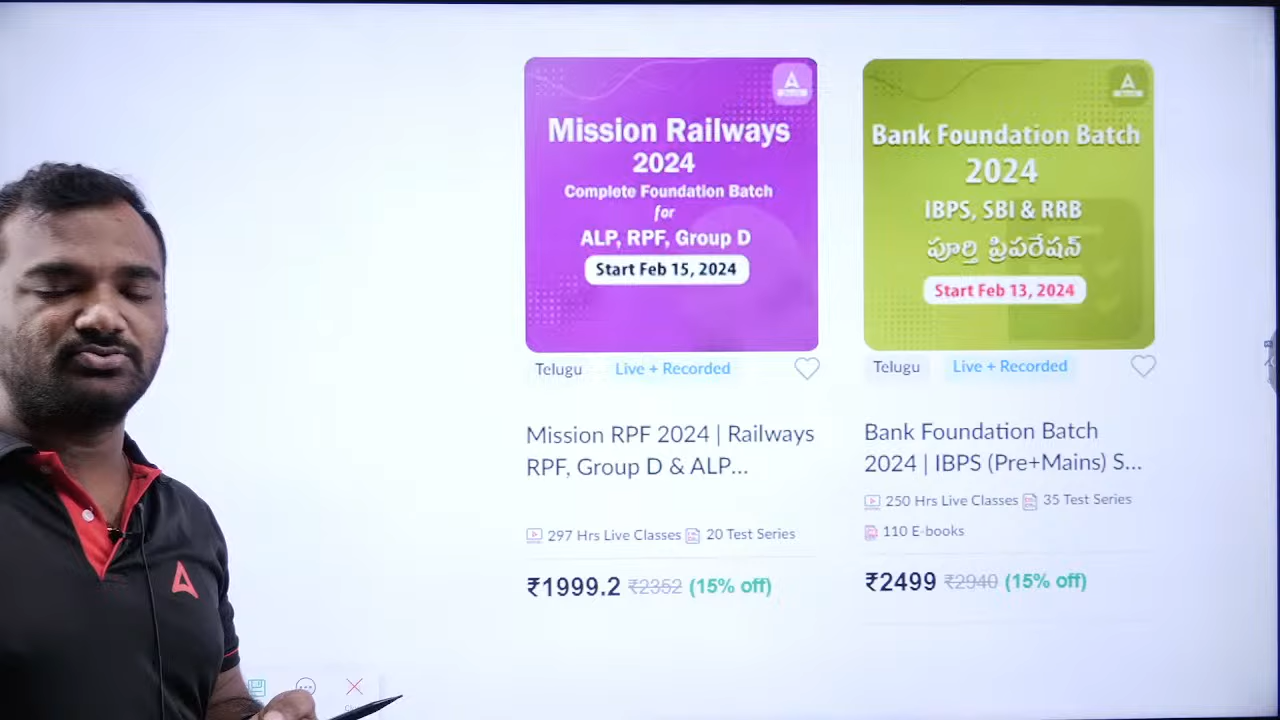 Mission Railways
2024
Complete Foundation Batch
for
ALP, RPF, Group D
Start Feb 15, 2024
Telugu
Live + Recorded
Mission RPF 2024 | Railways
RPF, Group D & ALP...
297 Hrs Live Classes
20 Test Series
₹1999.2 ₹2352 (15% off)
Bank Foundation Batch
2024
IBPS, SBI & RRB
పూర్తి ప్రిపరేషన్
Start Feb 13, 2024
Telugu
Live + Recorded
Bank Foundation Batch
2024 | IBPS (Pre+Mains) S...
250 Hrs Live Classes
35 Test Series
110 E-books
₹2499 ₹2940 (15% off)